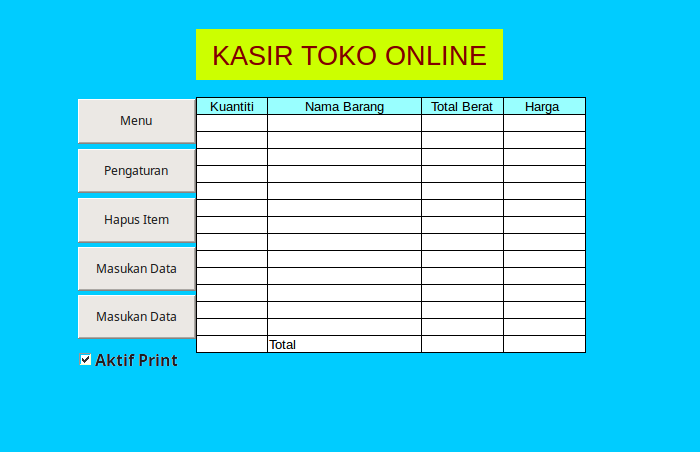 KASIR TOKO ONLINE
Kuantiti Nama Barang Total Berat Harga
Menu
Pengaturan
Hapus Item
Masukan Data
Masukan Data
Total
Aktif Print